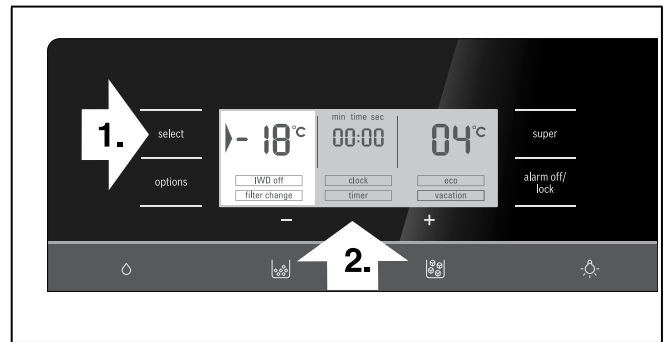 min time sec
1.
select
-18°C
00:00
04°C
super
options
IWD off
clock
eco
alarm off/
lock
filter change
timer
vacation
− +
2.